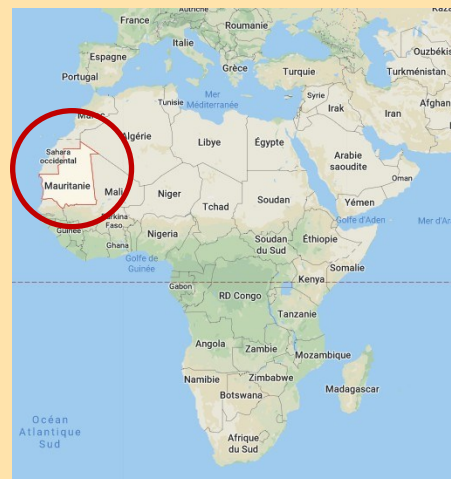 Autriche
Kaza
France
Roumanie
Italie
Ouzbékis
Espagne
Grèce
Turquie
Turkménistan
Portugal
Mer
Méditerranée
Tunisie
Syrie
Afghan
Maroc
Irak
Iran
Algérie
Libye
Égypte
Arabie
saoudite
Sahara
occidental
Oman
Mauritanie
Mali
Niger
Tchad
Soudan
Yémen
Burkina
Faso
Golfe d'Aden
Mer d'Ar
Guinée
Nigeria
Ghana
Soudan
du Sud
Éthiopie
Golfe de
Guinée
Somalie
Gabon
Kenya
RD Congo
Tanzanie
Angola
Zambie
Mozambique
Namibie
Zimbabwe
Botswana
Madagascar
Océan
Atlantique
Sud
Afrique
du Sud